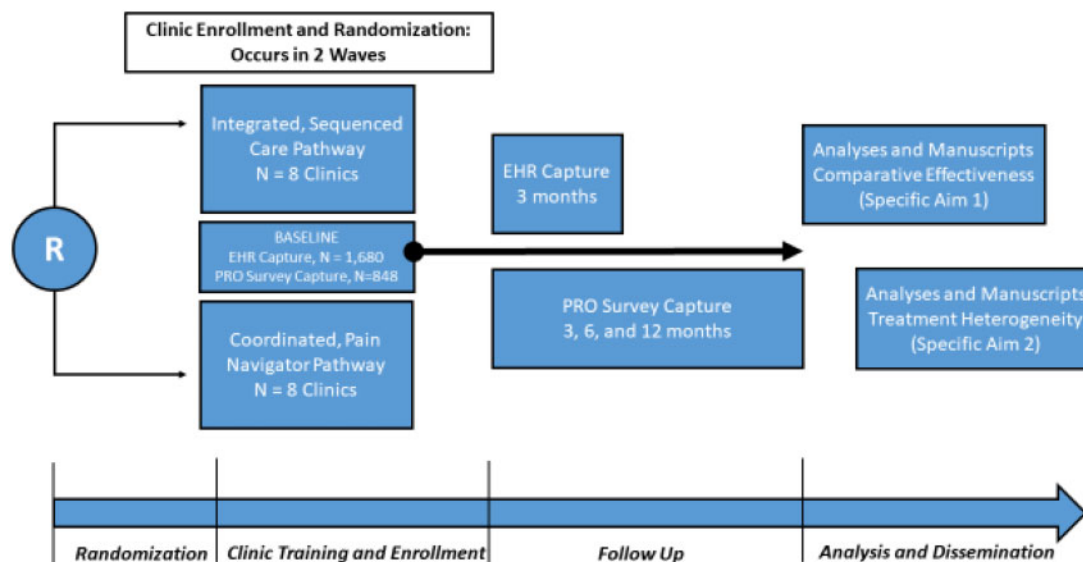 Clinic Enrollment and Randomization:
Occurs in 2 Waves
R
Integrated, Sequenced
Care Pathway
N = 8 Clinics
BASELINE
EHR Capture, N = 1,680
PRO Survey Capture, N=848
Coordinated, Pain
Navigator Pathway
N = 8 Clinics
EHR Capture
3 months
PRO Survey Capture
3, 6, and 12 months
Analyses and Manuscripts
Comparative Effectiveness
(Specific Aim 1)
Analyses and Manuscripts
Treatment Heterogeneity
(Specific Aim 2)
Randomization
Clinic Training and Enrollment
Follow Up
Analysis and Dissemination